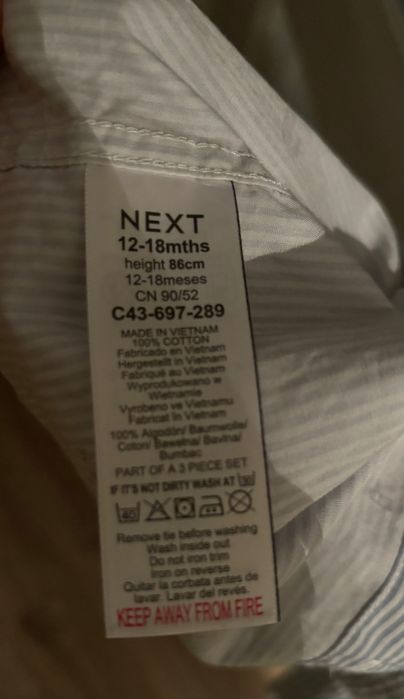 NEXT
12-18mths
height 86cm
12-18meses
CN 90/52
C43-697-289
MADE IN VIETNAM
100% COTTON
Fabricado en Vietnam
Hergestellt in Vietnam
Fabriqué au Vietnam
Wyprodukowano w
Wietnamie
Vyrobeno ve Vietnamu
Fabricat în Vietnam
100% Algodón/ Baumwolle/
Coton/ Bawełna/ Bavlna/
Bumbac
PART OF A 3 PIECE SET
IF IT'S NOT DIRTY WASH AT 30
40
Remove tie before washing
Wash inside out
Do not iron trim
Iron on reverse
Quitar la corbata antes de
lavar. Lavar del revés.
KEEP AWAY FROM FIRE